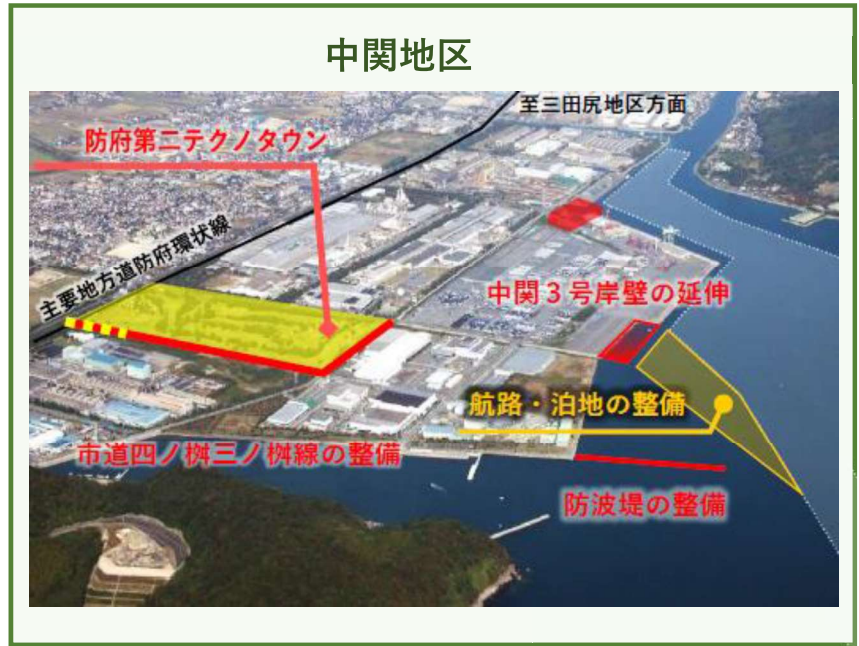 中関地区
至三田尻地区方面
防府第二テクノタウン
主要地方道防府環状線
中関３号岸壁の延伸
航路・泊地の整備
市道四ノ桝三ノ桝線の整備
防波堤の整備